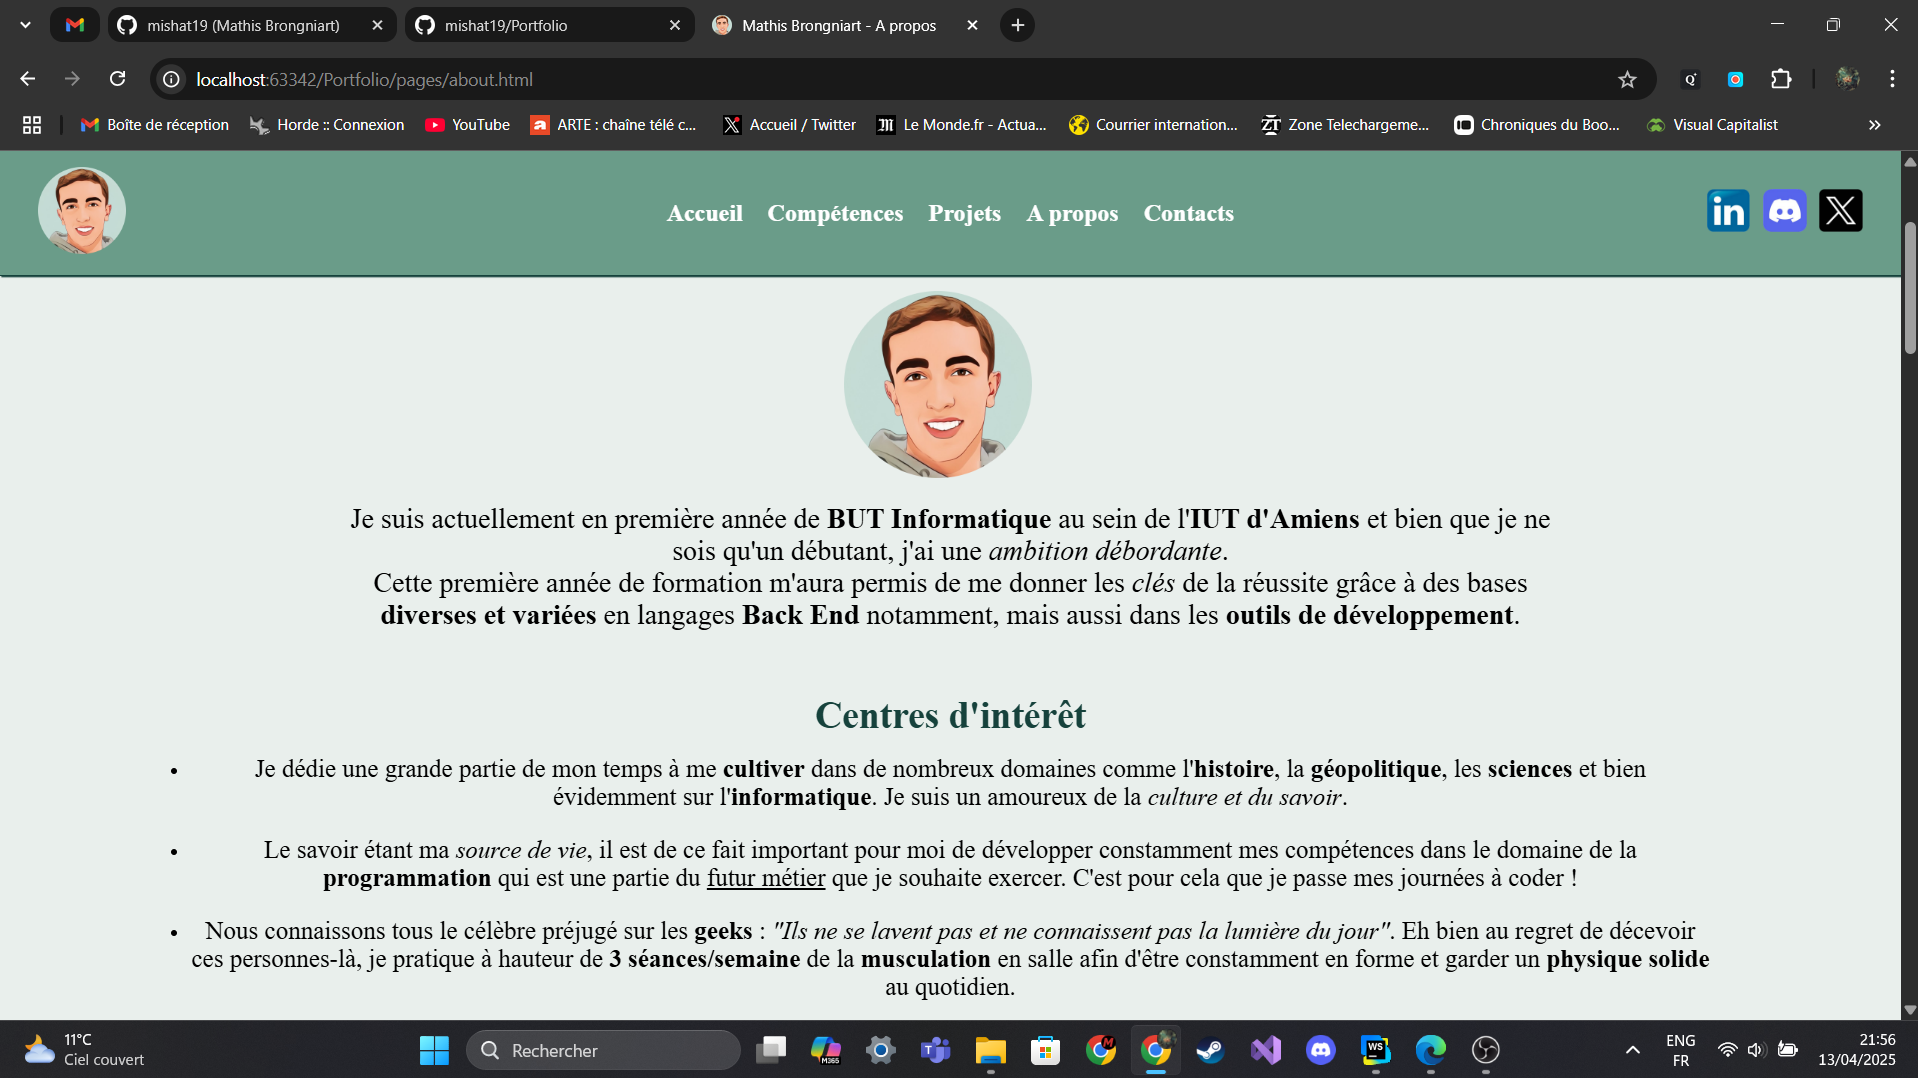 mishat19 (Mathis Brongniart)
mishat19/Portfolio
Mathis Brongniart - A propos
localhost:63342/Portfolio/pages/about.html
Boîte de réception
Horde :: Connexion
YouTube
ARTE : chaîne télé c...
Accueil / Twitter
Le Monde.fr - Actua...
Courrier internation...
Zone Telechargeme...
Chroniques du Boo...
Visual Capitalist
Accueil
Compétences
Projets
A propos
Contacts
Je suis actuellement en première année de BUT Informatique au sein de l'IUT d'Amiens et bien que je ne
sois qu'un débutant, j'ai une ambition débordante.
Cette première année de formation m'aura permis de me donner les clés de la réussite grâce à des bases
diverses et variées en langages Back End notamment, mais aussi dans les outils de développement.
Centres d'intérêt
• Je dédie une grande partie de mon temps à me cultiver dans de nombreux domaines comme l'histoire, la géopolitique, les sciences et bien
évidemment sur l'informatique. Je suis un amoureux de la culture et du savoir.
• Le savoir étant ma source de vie, il est de ce fait important pour moi de développer constamment mes compétences dans le domaine de la
programmation qui est une partie du futur métier que je souhaite exercer. C'est pour cela que je passe mes journées à coder !
• Nous connaissons tous le célèbre préjugé sur les geeks : "Ils ne se lavent pas et ne connaissent pas la lumière du jour". Eh bien au regret de décevoir
ces personnes-là, je pratique à hauteur de 3 séances/semaine de la musculation en salle afin d'être constamment en forme et garder un physique solide
au quotidien.
11°C
Ciel couvert
Rechercher
M365
WS
ENG
FR
21:56
13/04/2025